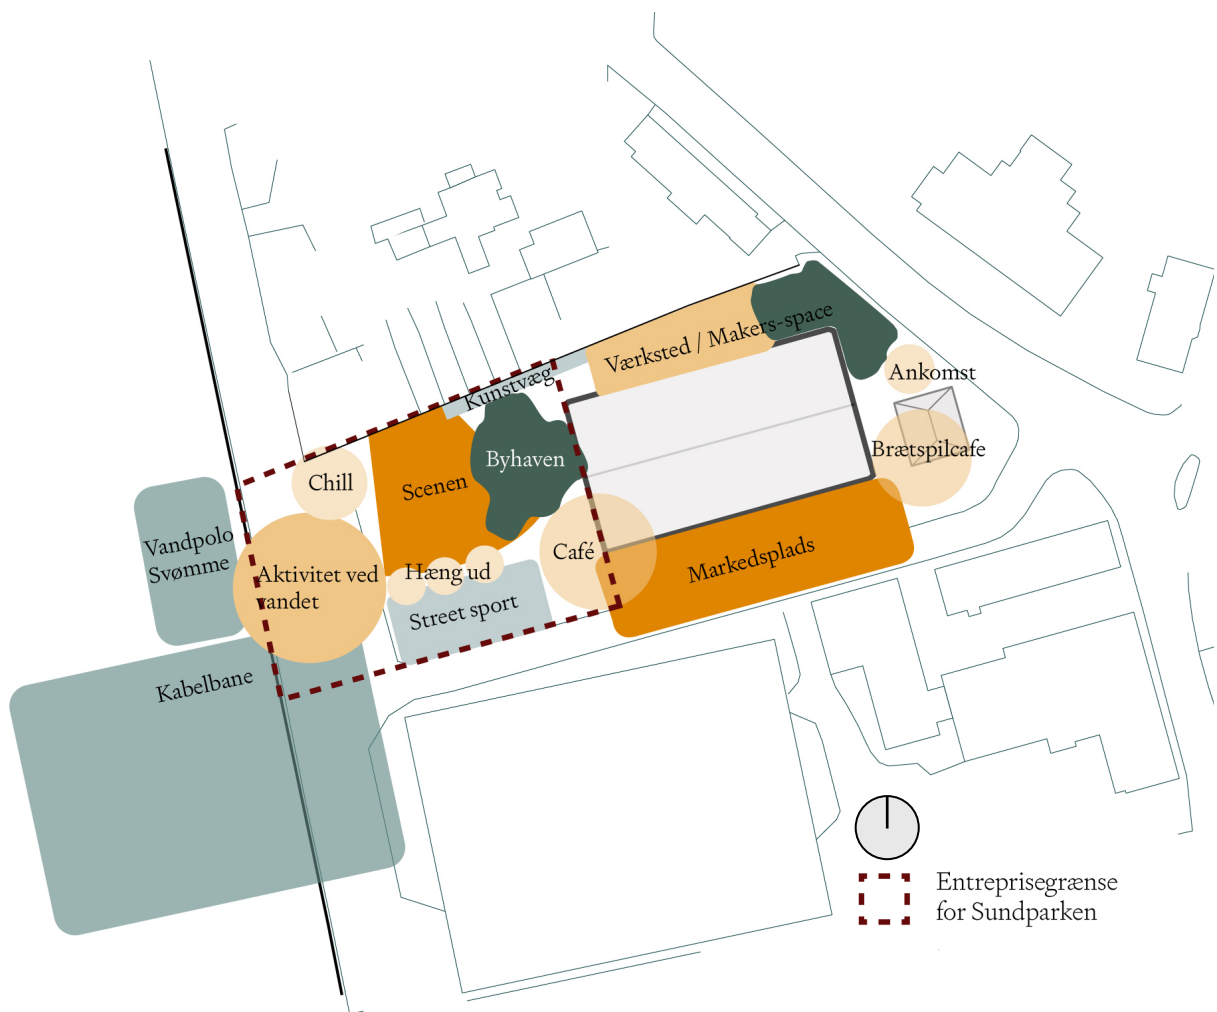 Værksted / Makers-space
Kunstvæg
Ankomst
Brætspilcafe
Byhaven
Chill
Scenen
Vandpolo
Svømme
Café
Markedsplads
Aktivitet ved
vandet
Hæng ud
Street sport
Kabelbane
Entreprisegrænse
for Sundparken